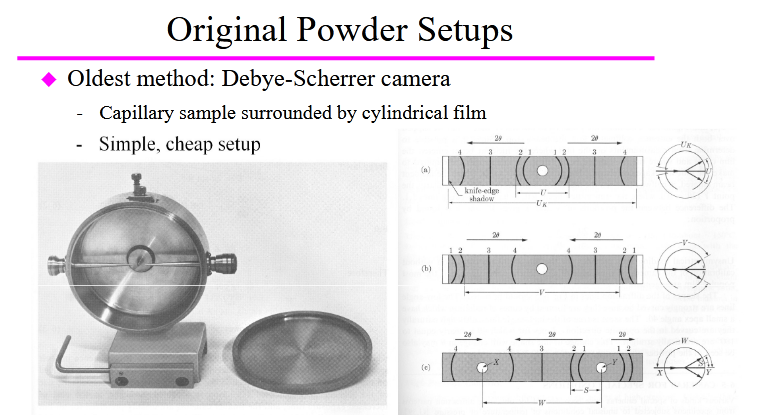 Original Powder Setups
Oldest method: Debye-Scherrer camera
- Capillary sample surrounded by cylindrical film
- Simple, cheap setup
2θ 2θ
4 3 2 1 1 2 3 4
(a)
knife-edge
shadow
U
U_K
U_K
U
2θ 2θ
1 2 3 4 4 3 2 1
(b)
V
V
2θ 2θ 2θ
4 4 3 2 1 1 2
(c)
X Y
S
W
W
X S Y